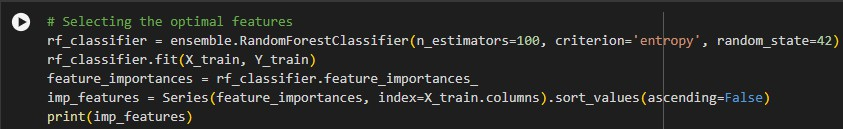 # Selecting the optimal features
rf_classifier = ensemble.RandomForestClassifier(n_estimators=100, criterion='entropy', random_state=42)
rf_classifier.fit(X_train, Y_train)
feature_importances = rf_classifier.feature_importances_
imp_features = Series(feature_importances, index=X_train.columns).sort_values(ascending=False)
print(imp_features)